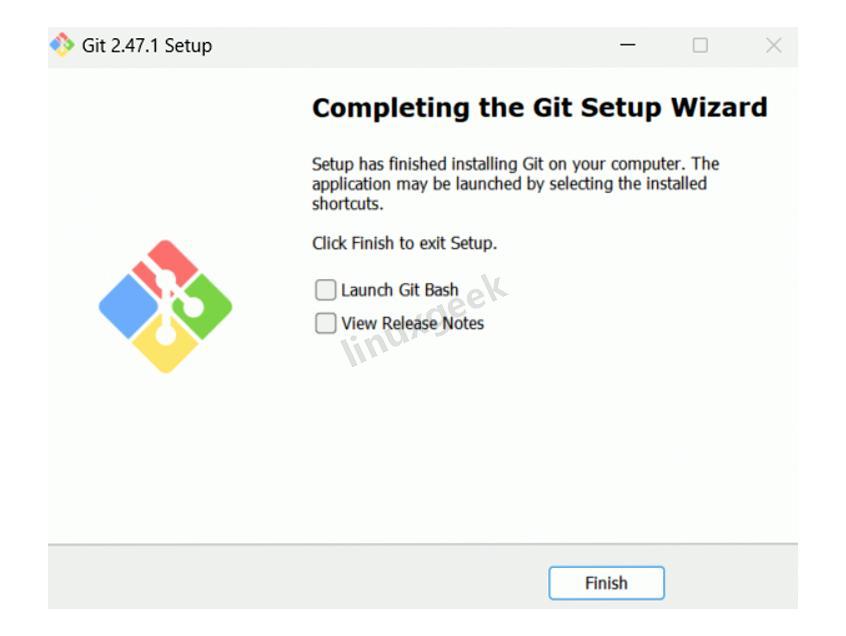 Git 2.47.1 Setup
Completing the Git Setup Wizard
Setup has finished installing Git on your computer. The
application may be launched by selecting the installed
shortcuts.
Click Finish to exit Setup.
Launch Git Bash
View Release Notes
linuxgeek
Finish